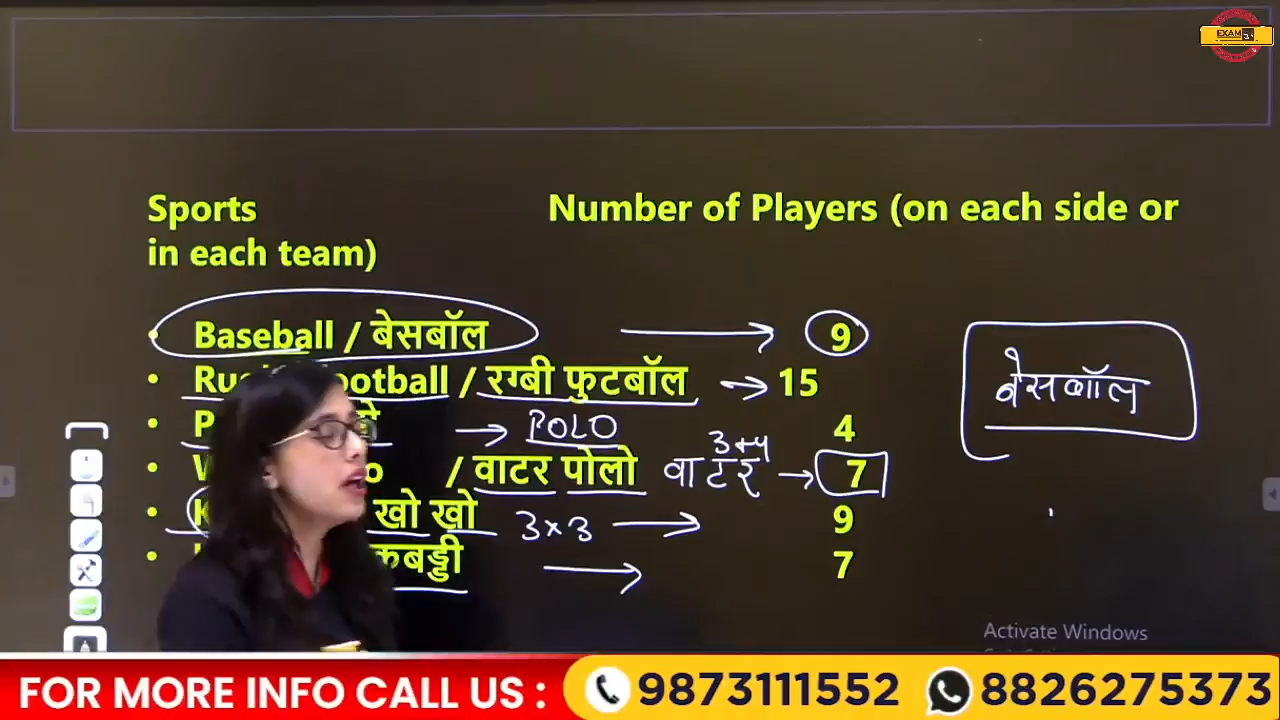 EXAM
Sports Number of Players (on each side or
in each team)
• Baseball / बेसबॉल 9
बेसबॉल
• / रग्बी फुटबॉल 15
• POLO 4
3+4
• / वाटर पोलो वाटर 7
• खो खो 3×3 9
• कबड्डी 7
Activate Windows
FOR MORE INFO CALL US : 9873111552 8826275373